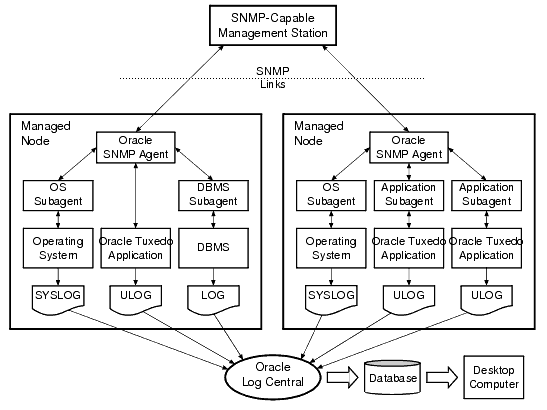 SNMP-Capable
Management Station
SNMP
Links
Managed
Node
Oracle
SNMP Agent
OS
Subagent
DBMS
Subagent
Operating
System
Oracle Tuxedo
Application
DBMS
SYSLOG
ULOG
LOG
Managed
Node
Oracle
SNMP Agent
OS
Subagent
Application
Subagent
Application
Subagent
Operating
System
Oracle Tuxedo
Application
Oracle Tuxedo
Application
SYSLOG
ULOG
ULOG
Oracle
Log Central
Database
Desktop
Computer